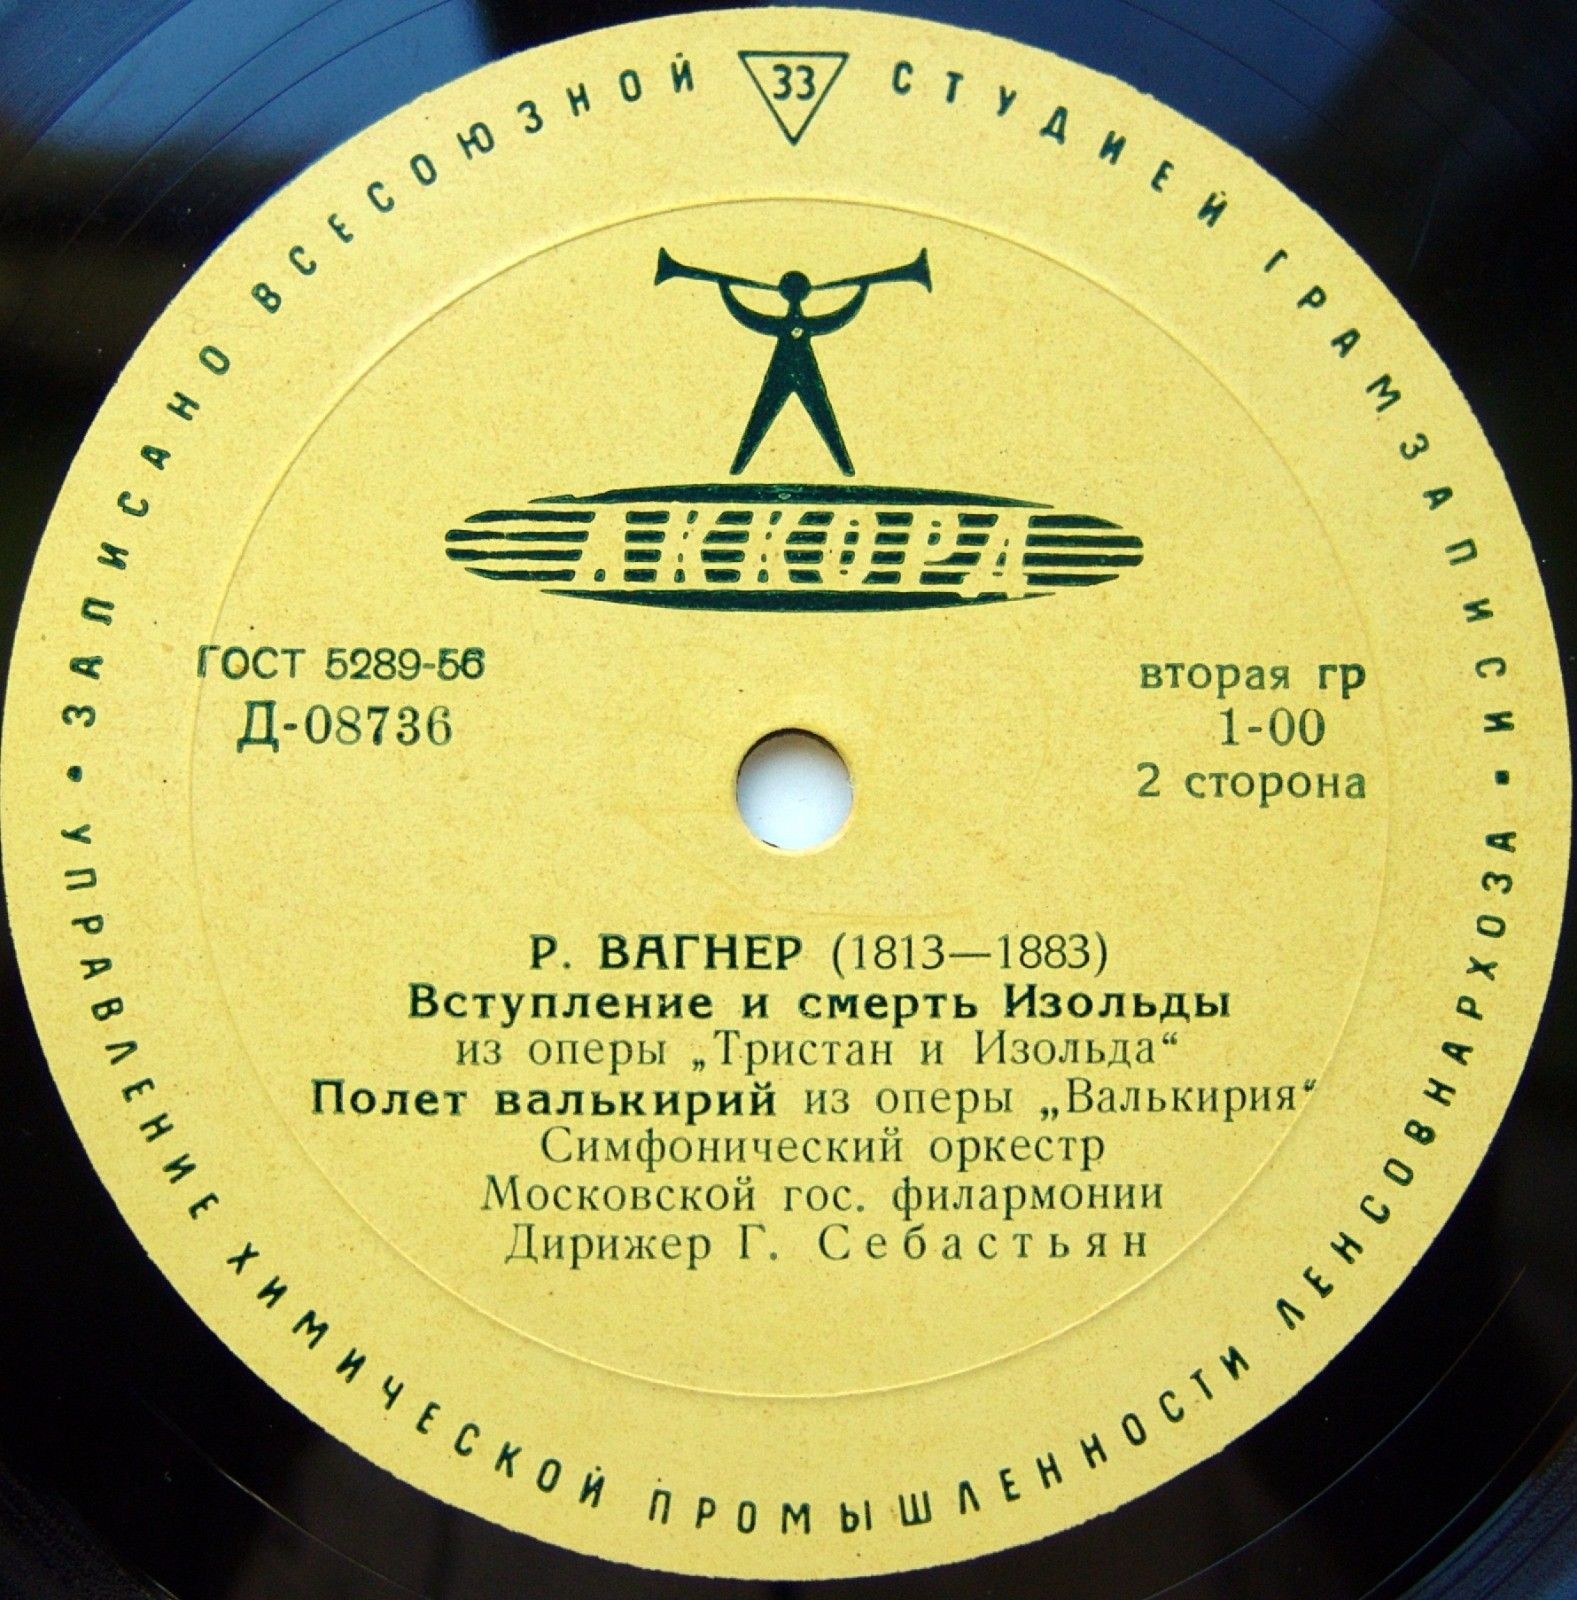 ЗАПИСАНО ВСЕСОЮЗНОЙ СТУДИЕЙ ГРАМЗАПИСИ
33
АККОРД
ГОСТ 5289-56
Д-08736
вторая гр
1-00
2 сторона
Р. ВАГНЕР (1813—1883)
Вступление и смерть Изольды
из оперы „Тристан и Изольда“
Полет валькирий из оперы „Валькирия“
Симфонический оркестр
Московской гос. филармонии
Дирижер Г. Себастьян
• УПРАВЛЕНИЕ ХИМИЧЕСКОЙ ПРОМЫШЛЕННОСТИ ЛЕНСОВНАРХОЗА •